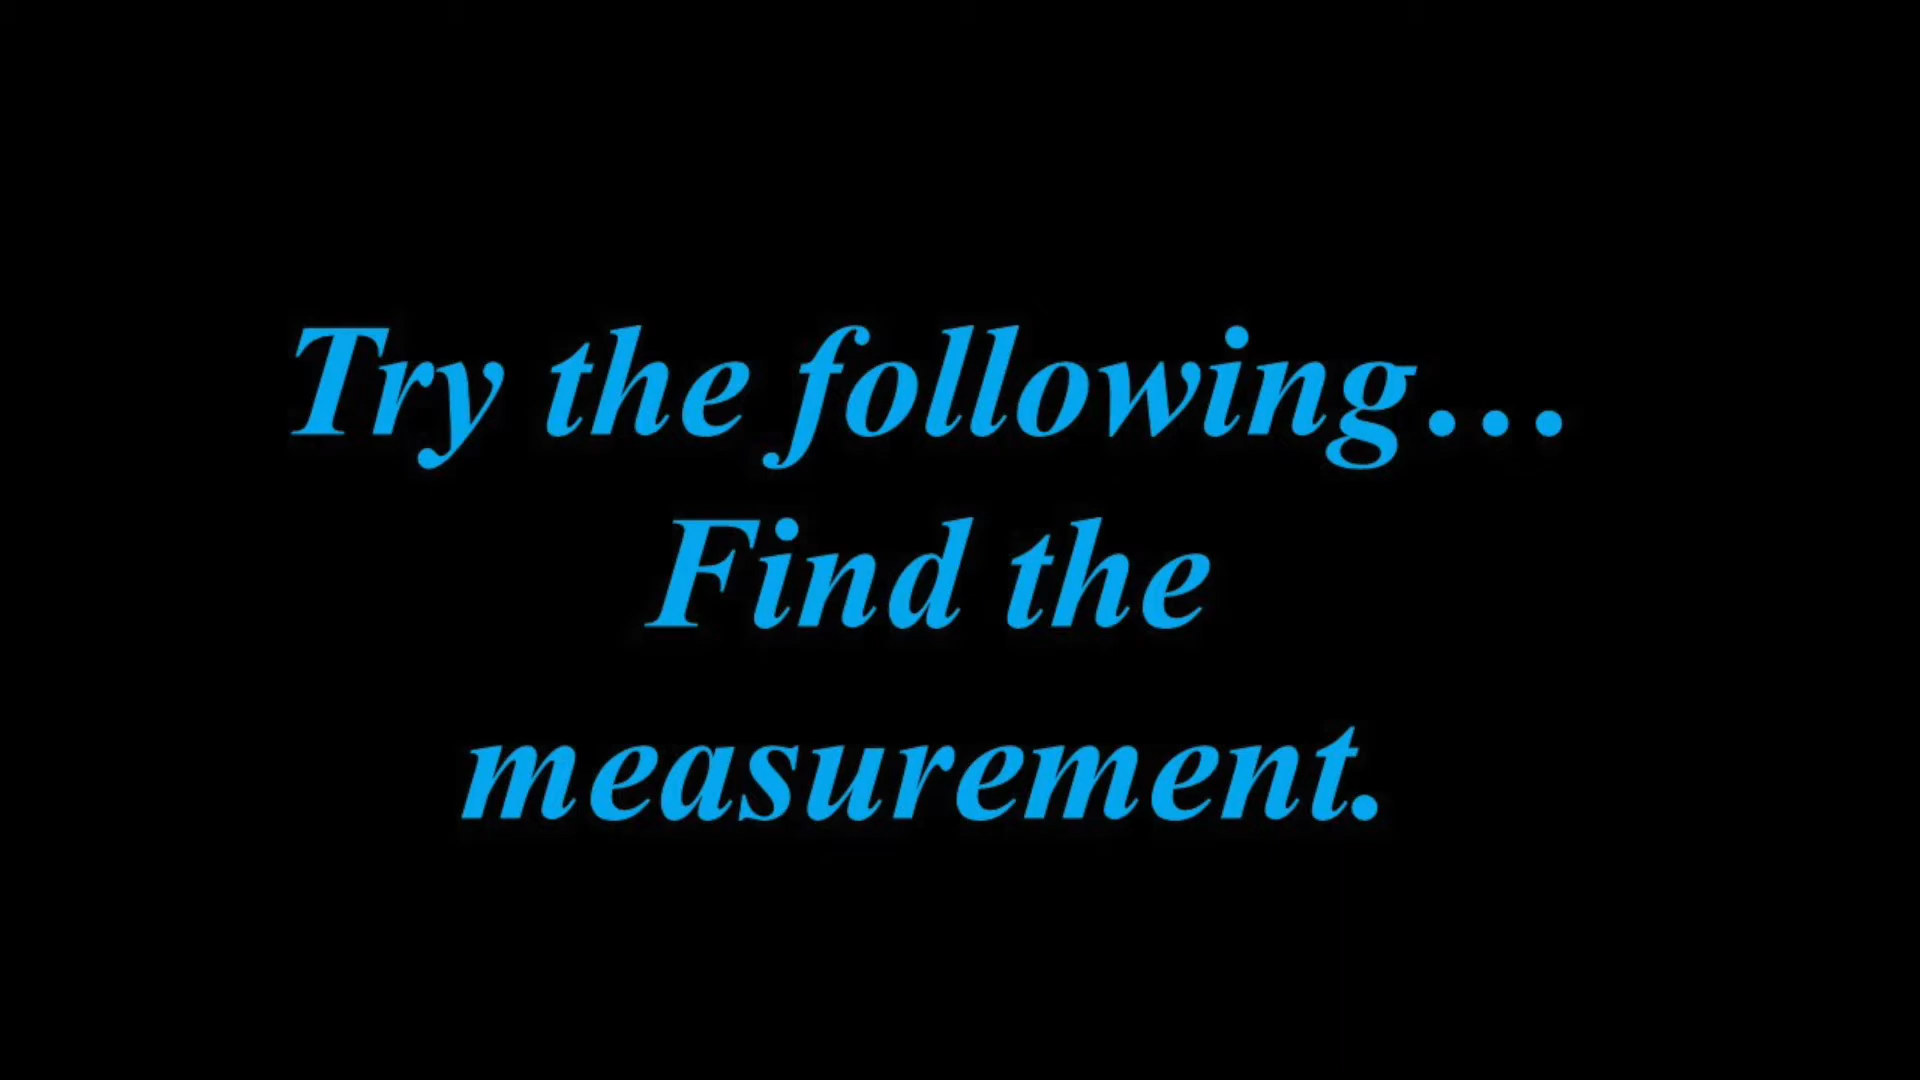 Try the following…
Find the
measurement.